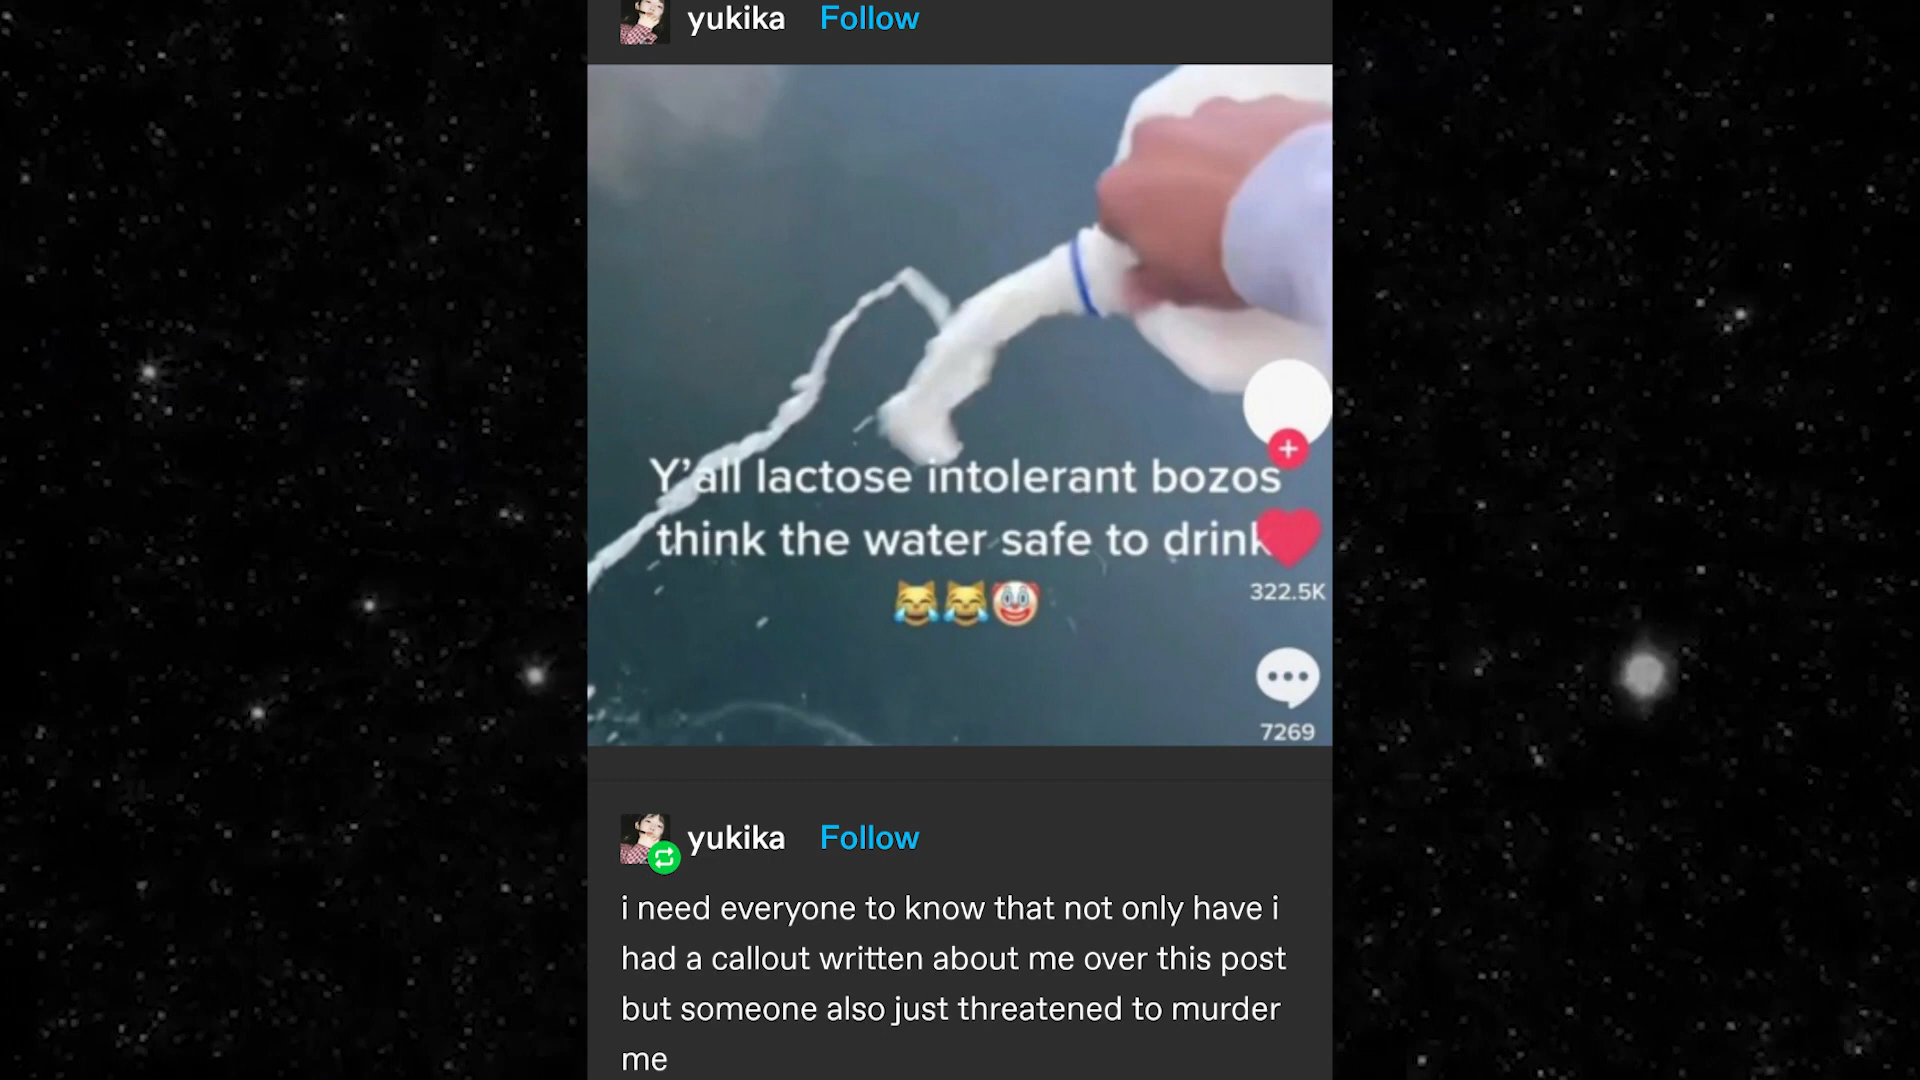 yukika Follow
Y'all lactose intolerant bozos
think the water safe to drink
322.5K
7269
yukika Follow
i need everyone to know that not only have i
had a callout written about me over this post
but someone also just threatened to murder
me